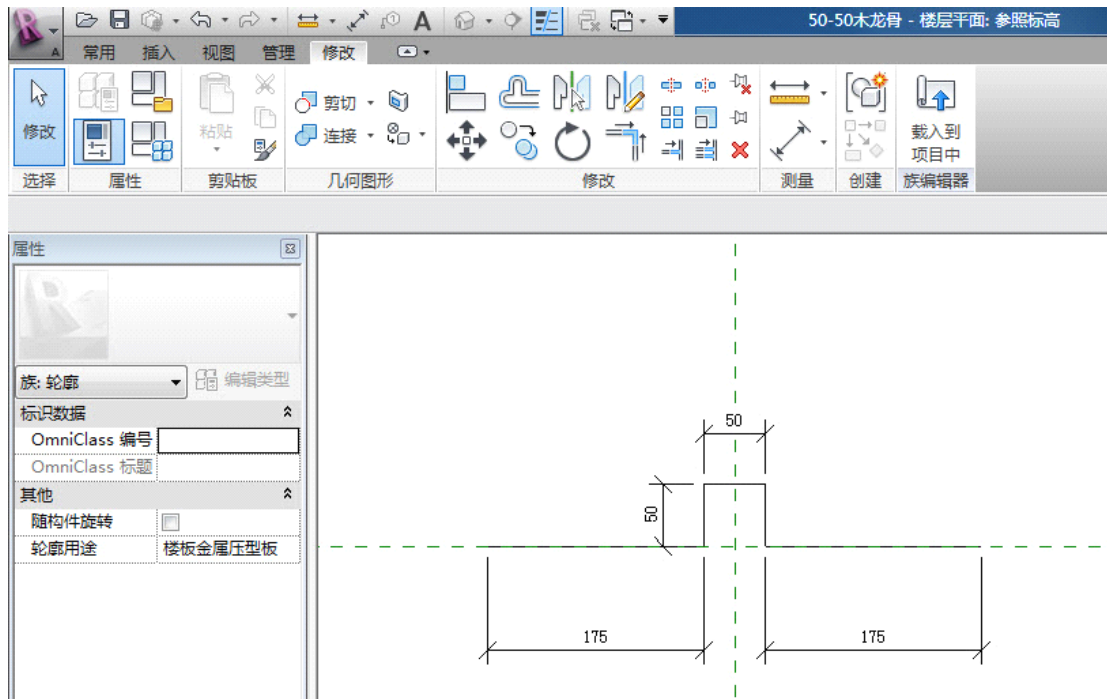 50-50木龙骨 - 楼层平面: 参照标高
常用 插入 视图 管理 修改
修改 粘贴 剪切 连接 载入到
项目中
选择 属性 剪贴板 几何图形 修改 测量 创建 族编辑器
属性
族: 轮廓 编辑类型
标识数据
OmniClass 编号
OmniClass 标题
其他
随构件旋转
轮廓用途 楼板金属压型板
50
50
175 175